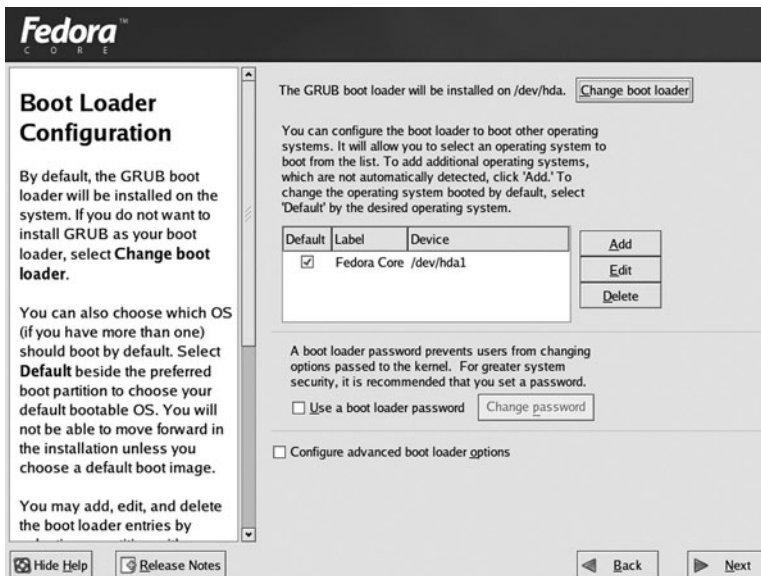 Fedora™
CORE
Boot Loader
Configuration
By default, the GRUB boot
loader will be installed on the
system. If you do not want to
install GRUB as your boot
loader, select Change boot
loader.
You can also choose which OS
(if you have more than one)
should boot by default. Select
Default beside the preferred
boot partition to choose your
default bootable OS. You will
not be able to move forward in
the installation unless you
choose a default boot image.
You may add, edit, and delete
the boot loader entries by
The GRUB boot loader will be installed on /dev/hda. Change boot loader
You can configure the boot loader to boot other operating
systems. It will allow you to select an operating system to
boot from the list. To add additional operating systems,
which are not automatically detected, click 'Add.' To
change the operating system booted by default, select
'Default' by the desired operating system.
Default Label Device
Fedora Core /dev/hda1
Add
Edit
Delete
A boot loader password prevents users from changing
options passed to the kernel. For greater system
security, it is recommended that you set a password.
Use a boot loader password Change password
Configure advanced boot loader options
Hide Help Release Notes Back Next